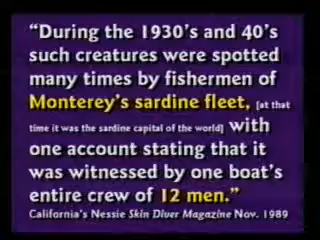 “During the 1930's and 40's
such creatures were spotted
many times by fishermen of
Monterey's sardine fleet, [at that
time it was the sardine capital of the world] with
one account stating that it
was witnessed by one boat's
entire crew of 12 men.”
California's Nessie Skin Diver Magazine Nov. 1989